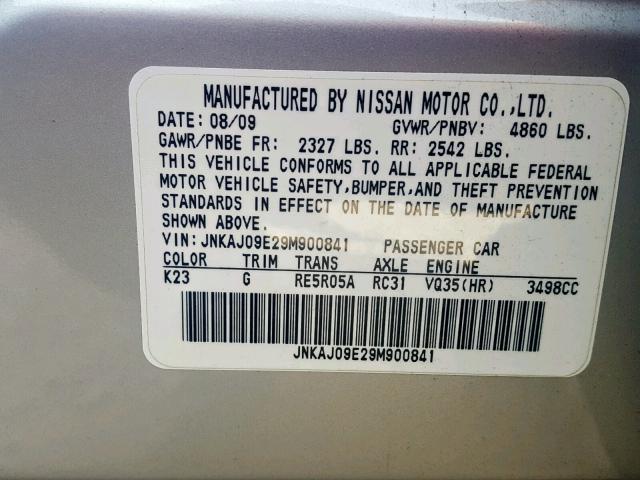 MANUFACTURED BY NISSAN MOTOR CO.,LTD.
DATE: 08/09 GVWR/PNBV: 4860 LBS.
GAWR/PNBE FR: 2327 LBS. RR: 2542 LBS.
THIS VEHICLE CONFORMS TO ALL APPLICABLE FEDERAL
MOTOR VEHICLE SAFETY,BUMPER,AND THEFT PREVENTION
STANDARDS IN EFFECT ON THE DATE OF MANUFACTURE
SHOWN ABOVE.
VIN:JNKAJ09E29M900841 PASSENGER CAR
COLOR TRIM TRANS AXLE ENGINE
K23 G RE5R05A RC31 VQ35(HR) 3498CC
JNKAJ09E29M900841